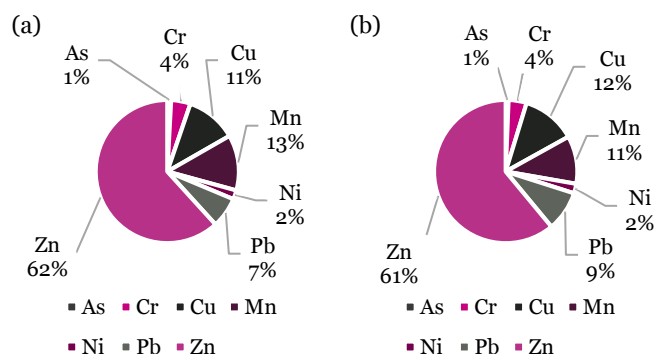 (a)
As
1%
Cr
4%
Cu
11%
Mn
13%
Ni
2%
Pb
7%
Zn
62%
As Cr Cu Mn
Ni Pb Zn
(b)
As
1%
Cr
4%
Cu
12%
Mn
11%
Ni
2%
Pb
9%
Zn
61%
As Cr Cu Mn
Ni Pb Zn